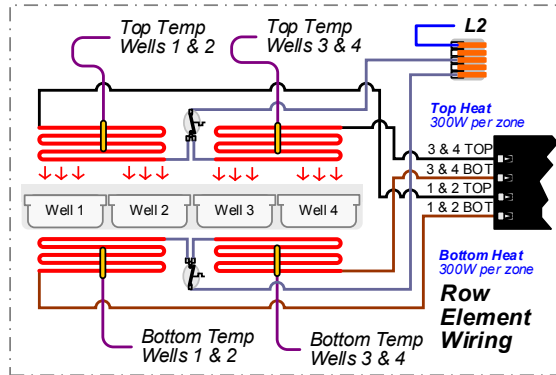 Top Temp
Wells 1 & 2
Top Temp
Wells 3 & 4
L2
Top Heat
300W per zone
3 & 4 TOP
3 & 4 BOT
1 & 2 TOP
1 & 2 BOT
Well 1
Well 2
Well 3
Well 4
Bottom Heat
300W per zone
Row
Element
Wiring
Bottom Temp
Wells 1 & 2
Bottom Temp
Wells 3 & 4